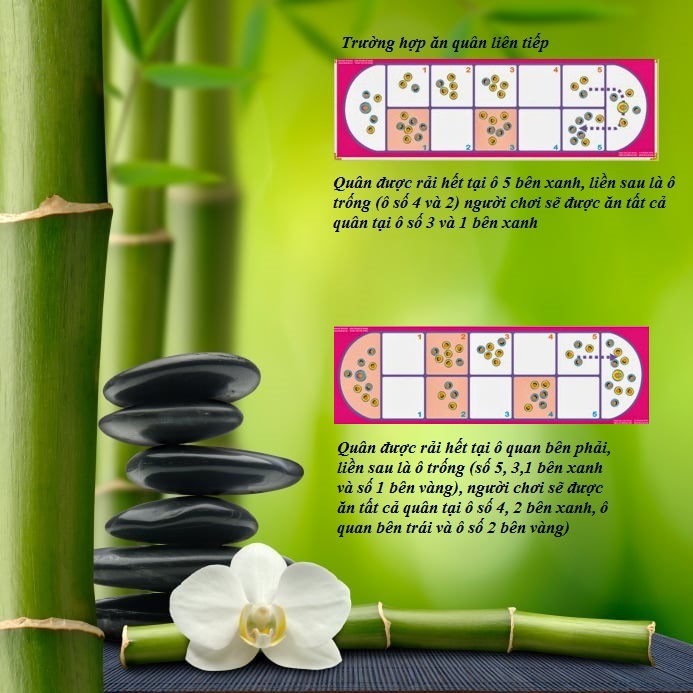 Trường hợp ăn quân liên tiếp
1 2 3 4 5
1 2 3 4 5
Quân được rải hết tại ô 5 bên xanh, liền sau là ô
trống (ô số 4 và 2) người chơi sẽ được ăn tất cả
quân tại ô số 3 và 1 bên xanh
1 2 3 4 5
1 2 3 4 5
Quân được rải hết tại ô quan bên phải,
liền sau là ô trống (số 5, 3,1 bên xanh
và số 1 bên vàng), người chơi sẽ được
ăn tất cả quân tại ô số 4, 2 bên xanh, ô
quan bên trái và ô số 2 bên vàng)